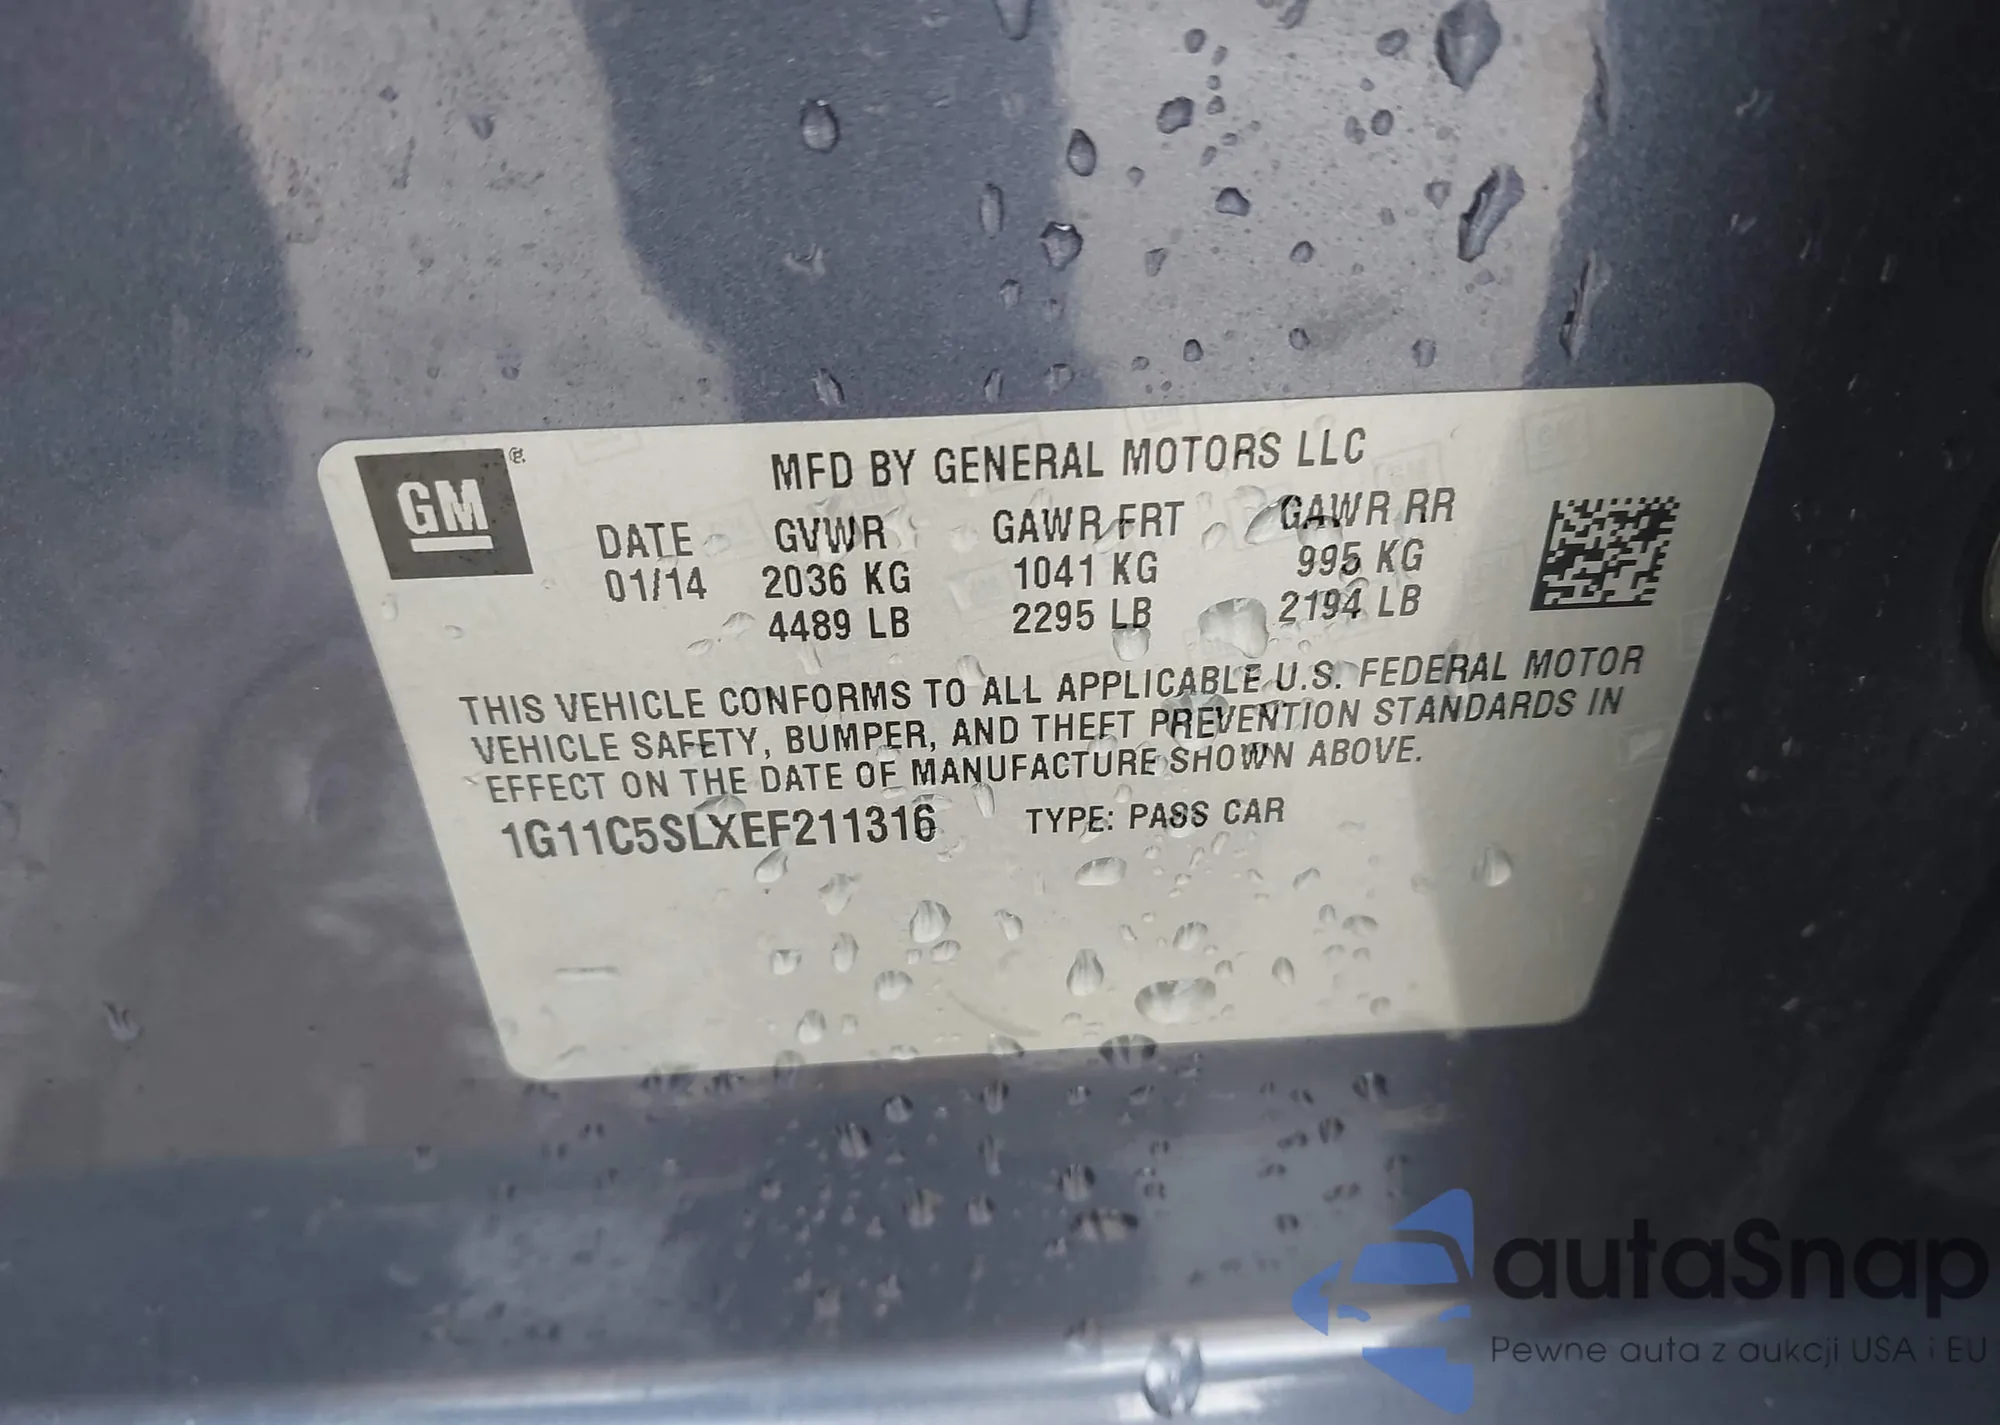 GM
MFD BY GENERAL MOTORS LLC
DATE GVWR GAWR FRT GAWR RR
01/14 2036 KG 1041 KG 995 KG
4489 LB 2295 LB 2194 LB
THIS VEHICLE CONFORMS TO ALL APPLICABLE U.S. FEDERAL MOTOR
VEHICLE SAFETY, BUMPER, AND THEFT PREVENTION STANDARDS IN
EFFECT ON THE DATE OF MANUFACTURE SHOWN ABOVE.
1G11C5SLXEF211316 TYPE: PASS CAR
autaSnap
Pewne auta z aukcji USA i EU